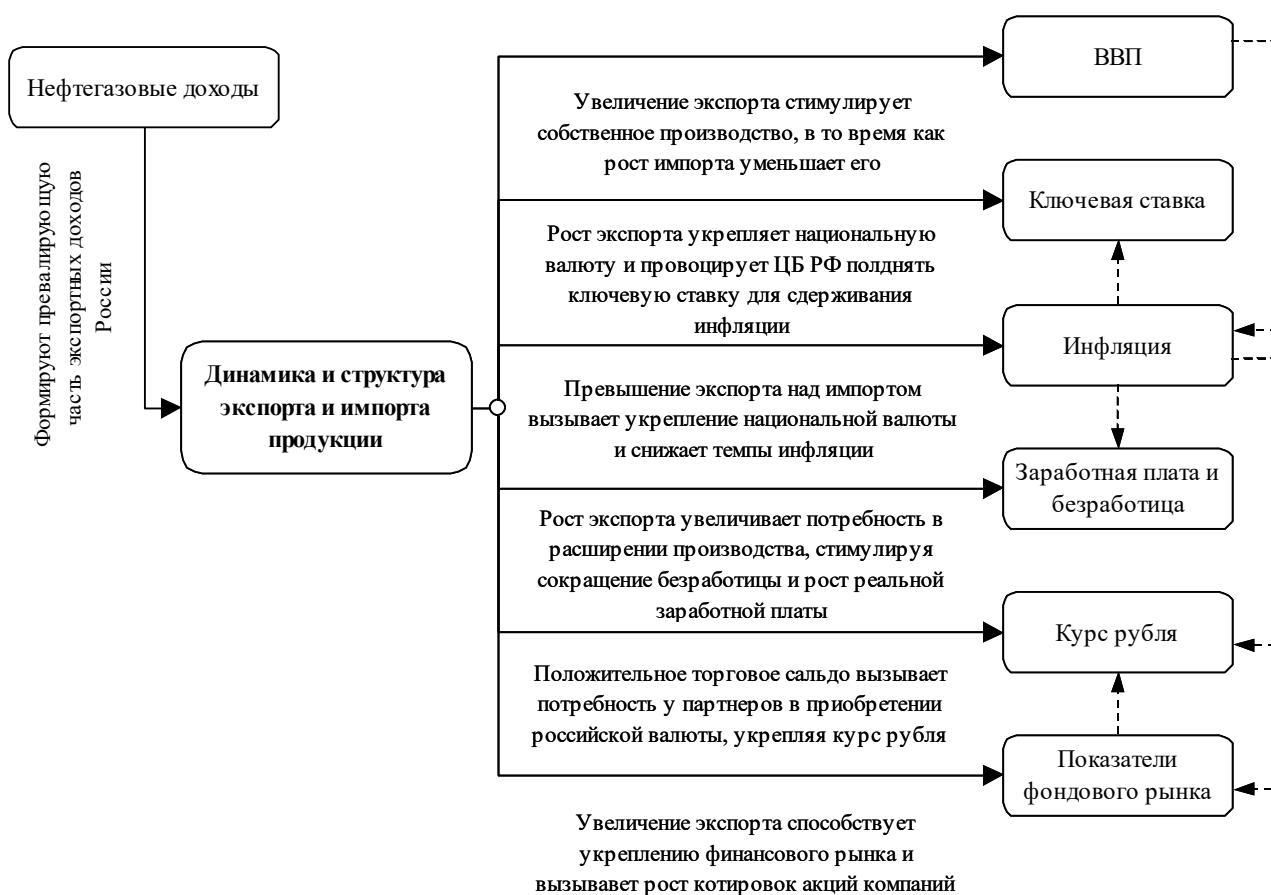 Нефтегазовые доходы
Формируют превалирующую
часть экспортных доходов
России
Динамика и структура
экспорта и импорта
продукции
ВВП
Увеличение экспорта стимулирует
собственное производство, в то время как
рост импорта уменьшает его
Ключевая ставка
Рост экспорта укрепляет национальную
валюту и провоцирует ЦБ РФ полднять
ключевую ставку для сдерживания
инфляции
Инфляция
Превышение экспорта над импортом
вызывает укрепление национальной валюты
и снижает темпы инфляции
Заработная плата и
безработица
Рост экспорта увеличивает потребность в
расширении производства, стимулируя
сокращение безработицы и рост реальной
заработной платы
Курс рубля
Положительное торговое сальдо вызывает
потребность у партнеров в приобретении
российской валюты, укрепляя курс рубля
Показатели
фондового рынка
Увеличение экспорта способствует
укреплению финансового рынка и
вызывавет рост котировок акций компаний